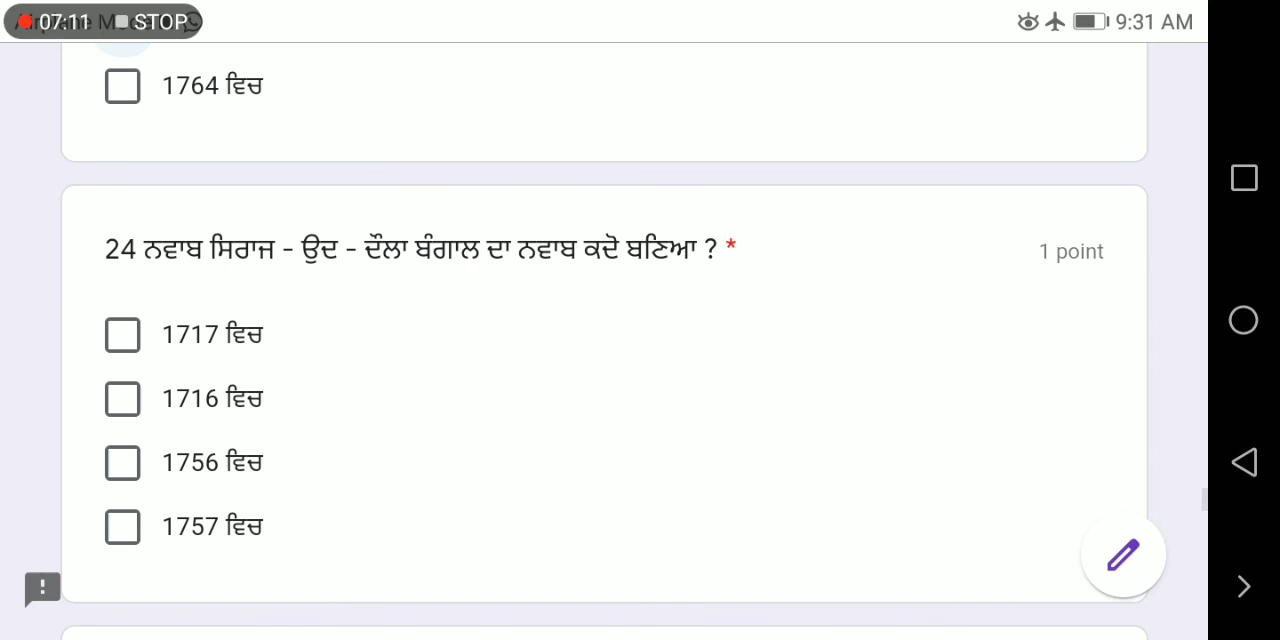 07:11 STOP
9:31 AM
1764 ਵਿਚ
24 ਨਵਾਬ ਸਿਰਾਜ - ਉਦ - ਦੌਲਾ ਬੰਗਾਲ ਦਾ ਨਵਾਬ ਕਦੋ ਬਣਿਆ ? *
1 point
1717 ਵਿਚ
1716 ਵਿਚ
1756 ਵਿਚ
1757 ਵਿਚ